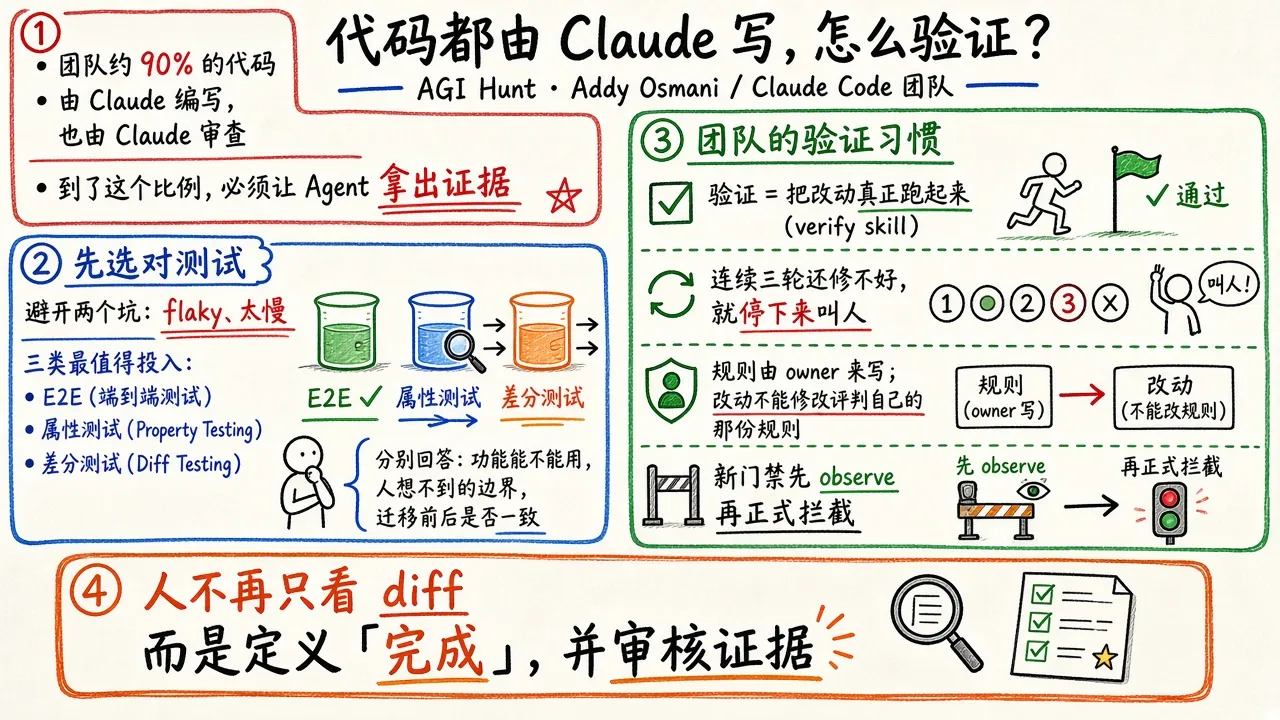 代码都由 Claude 写，怎么验证？
AGI Hunt · Addy Osmani / Claude Code 团队
①
• 团队约 90% 的代码
• 由 Claude 编写，
也由 Claude 审查
• 到了这个比例，必须让 Agent 拿出证据
② 先选对测试
避开两个坑：flaky、太慢
三类最值得投入：
• E2E (端到端测试)
• 属性测试 (Property Testing)
• 差分测试 (Diff Testing)
E2E ✓ 属性测试 差分测试
分别回答：功能能不能用，
人想不到的边界，
迁移前后是否一致
③ 团队的验证习惯
验证 = 把改动真正跑起来
(verify skill)
✓ 通过
连续三轮还修不好，
就停下来叫人
1 2 3 X
叫人！
规则由 owner 来写；
改动不能修改评判自己的
那份规则
规则
(owner 写)
改动
(不能改规则)
新门禁先 observe
再正式拦截
先 observe
再正式拦截
④ 人不再只看 diff
而是定义「完成」，并审核证据